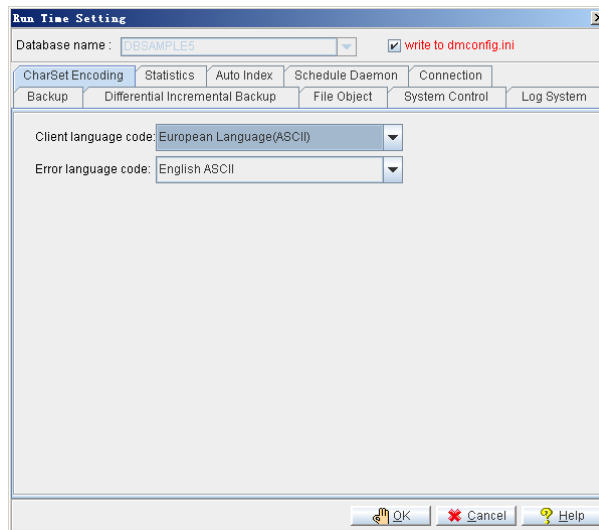 Run Time Setting
Database name : DBSAMPLE5 write to dmconfig.ini
CharSet Encoding Statistics Auto Index Schedule Daemon Connection
Backup Differential Incremental Backup File Object System Control Log System
Client language code: European Language(ASCII)
Error language code: English ASCII
OK Cancel Help